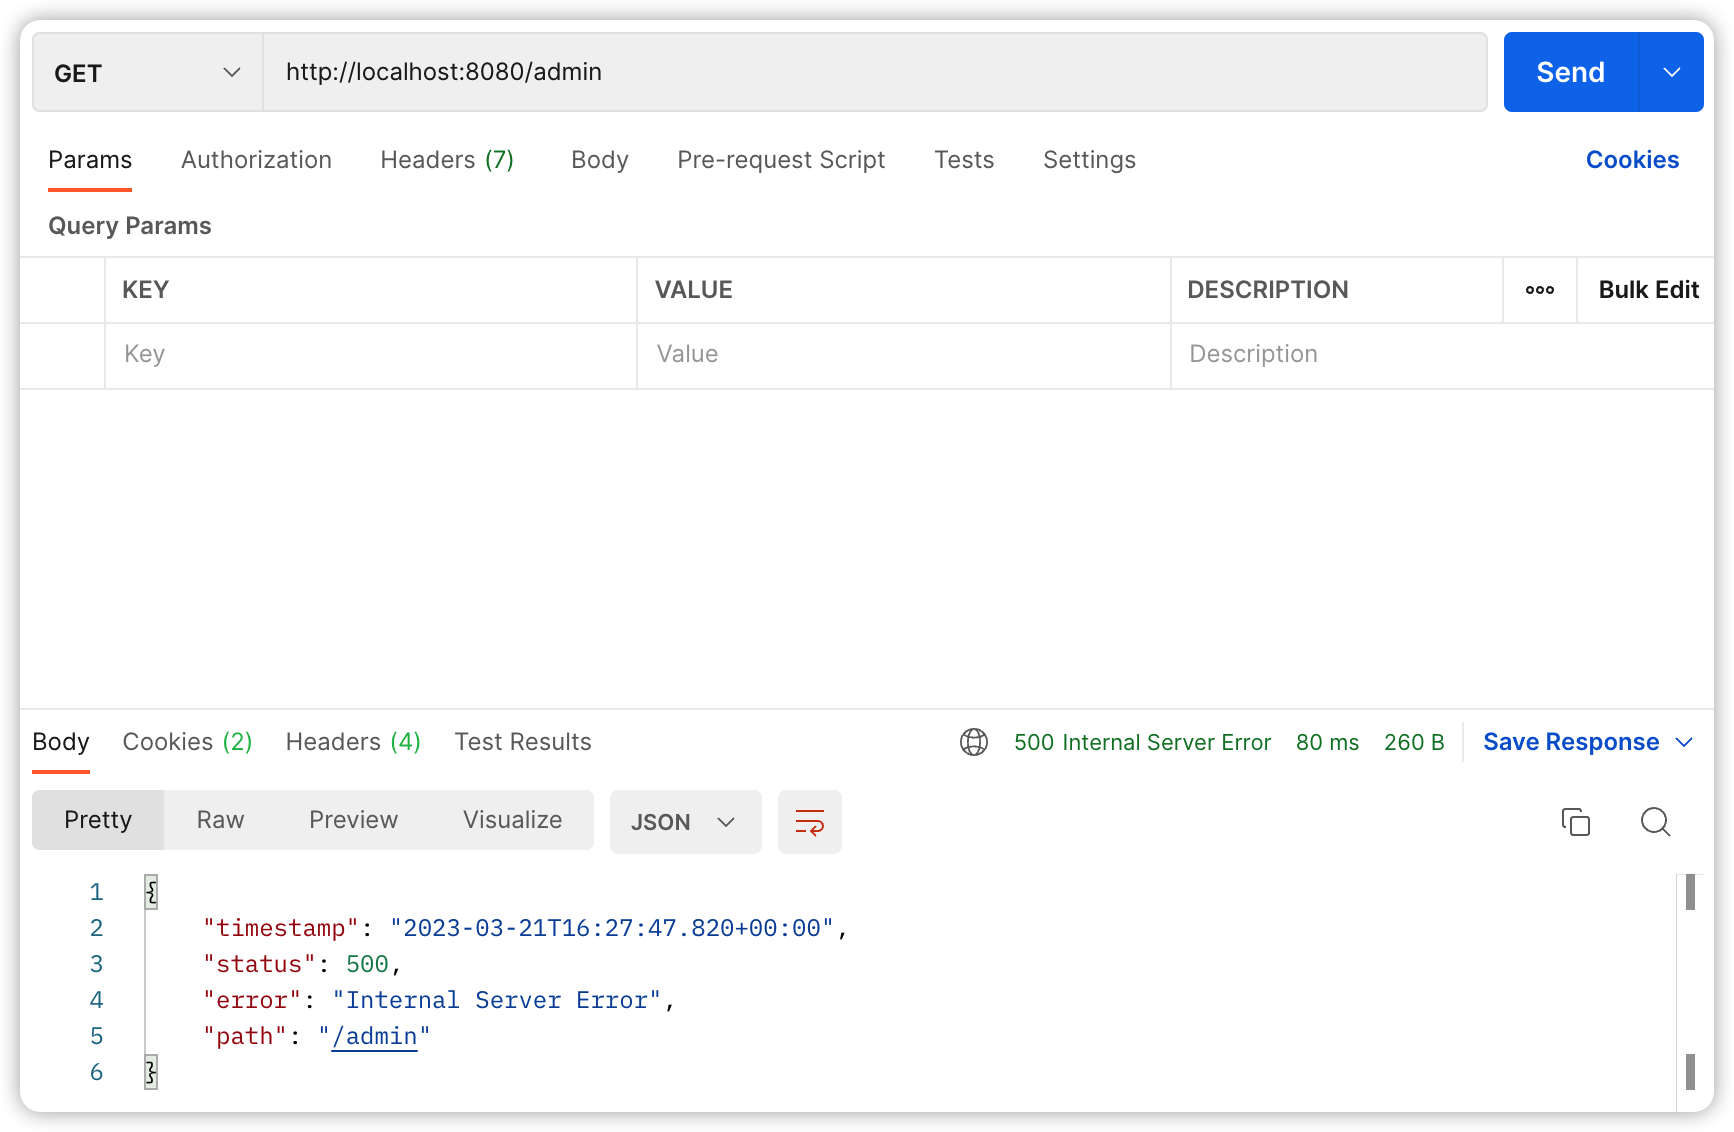 GET http://localhost:8080/admin Send
Params Authorization Headers (7) Body Pre-request Script Tests Settings Cookies
Query Params
KEY VALUE DESCRIPTION ooo Bulk Edit
Key Value Description
Body Cookies (2) Headers (4) Test Results 500 Internal Server Error 80 ms 260 B Save Response
Pretty Raw Preview Visualize JSON
1 {
2 "timestamp": "2023-03-21T16:27:47.820+00:00",
3 "status": 500,
4 "error": "Internal Server Error",
5 "path": "/admin"
6 }